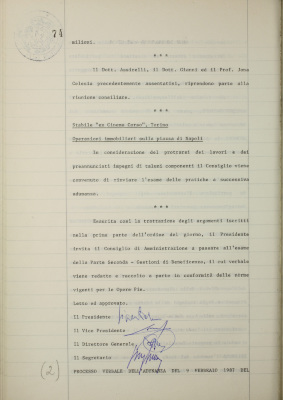 74
milioni.
* * *
Il Dott. Anadrelli, il Dott. Giucci ed il Prof. Jona
Celesia precedentemente assentatisi, riprendono parte alla
riunione consiliare.
* * *
Stabile "ex Cinema Corso", Torino
Operazioni immobiliari sulla piazza di Napoli
In considerazione del protrarsi dei lavori e dei
preannunciati impegni di taluni componenti il Consiglio viene
convenuto di rinviare l'esame delle pratiche a successiva
adunanza.
* * *
Esaurita così la trattazione degli argomenti iscritti
nella prima parte dell'ordine del giorno, il Presidente
invita il Consiglio di Amministrazione a passare all'esame
della Parte Seconda - Gestioni di Beneficenza, il cui verbale
viene redatto e raccolto a parte in conformità delle norme
vigenti per le Opere Pie.
Letto ed approvato.
Il Presidente
Il Vice Presidente
Il Direttore Generale
Il Segretario
(2)
PROCESSO VERBALE DELL'ADUNANZA DEL 9 FEBBRAIO 1987 DEL